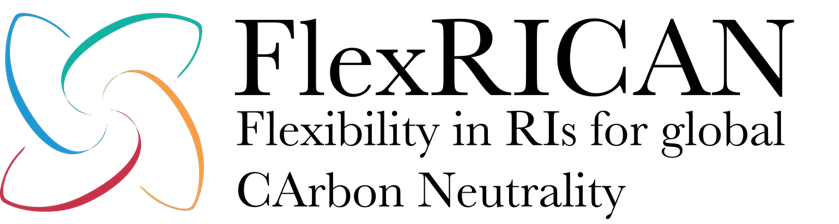 FlexRICAN
Flexibility in RIs for global
CArbon Neutrality